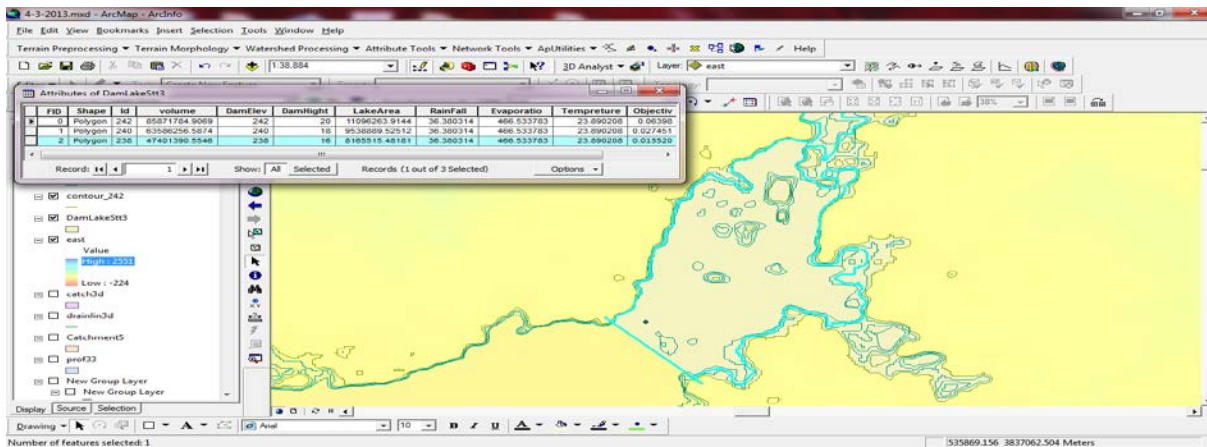 4-3-2013.mxd - ArcMap - ArcInfo
File Edit View Bookmarks Insert Selection Tools Window Help
Terrain Preprocessing Terrain Morphology Watershed Processing Attribute Tools Network Tools ApUtilities Help
1:38.884 3D Analyst Layer: east
38%
Attributes of DamLakeStt3
FID Shape Id volume DamElev DamHight LakeArea RainFall Evaporatio Tempreture Objectiv
0 Polygon 242 85871784.9069 242 20 11096263.9144 36.380314 466.533783 23.890208 0.06398
1 Polygon 240 63586256.5874 240 18 9538889.52512 36.380314 466.533783 23.890208 0.027451
2 Polygon 238 47401390.5546 238 16 8165515.48181 36.380314 466.533783 23.890208 0.015520
Record: 1 Show: All Selected Records (1 out of 3 Selected) Options
contour_242
DamLakeStt3
east
Value
High : 2551
Low : -224
catch3d
drainlin3d
Catchment5
prof33
New Group Layer
New Group Layer
Display Source Selection
Drawing Arial 10 B I U A
Number of features selected: 1
535869.156 3837062.504 Meters